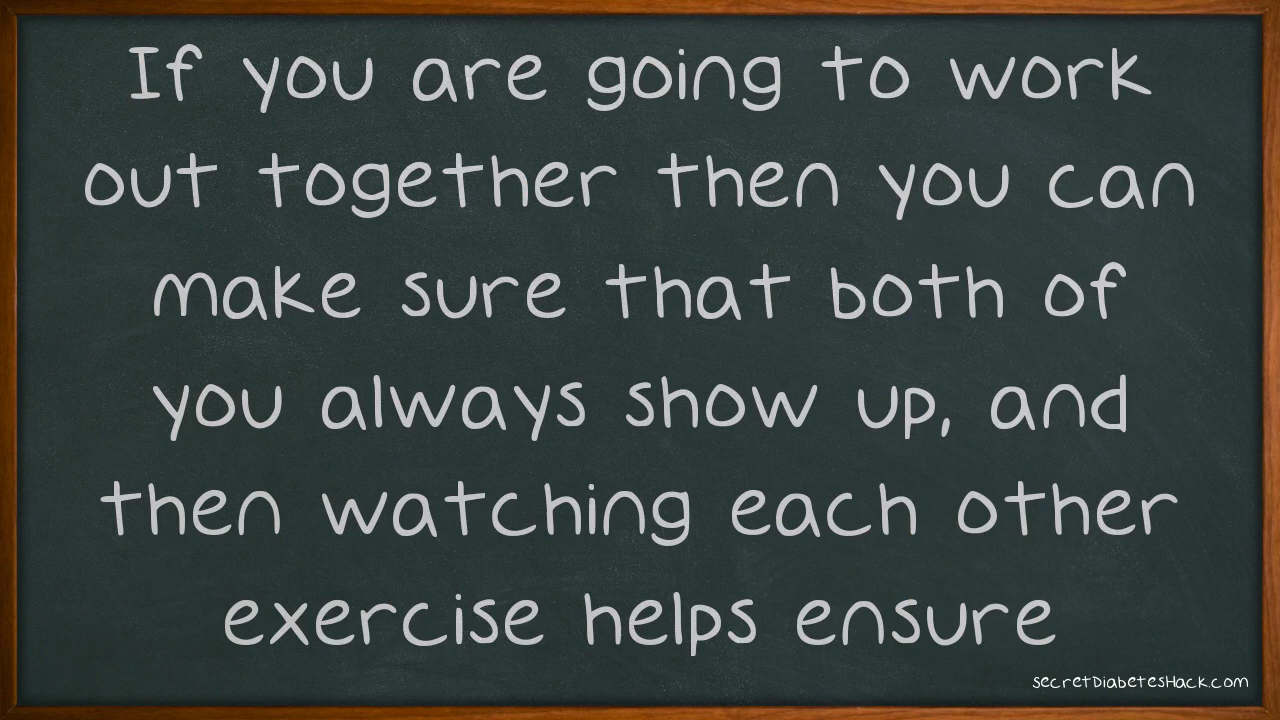 If you are going to work
out together then you can
make sure that both of
you always show up, and
then watching each other
exercise helps ensure
secretDiabetesHack.com